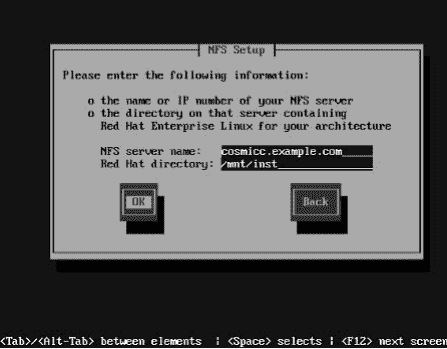 NFS Setup
Please enter the following information:
o the name or IP number of your NFS server
o the directory on that server containing
Red Hat Enterprise Linux for your architecture
NFS server name: cosmicc.example.com
Red Hat directory: /mnt/inst
OK Back
<Tab>/<Alt-Tab> between elements | <Space> selects | <F12> next screen